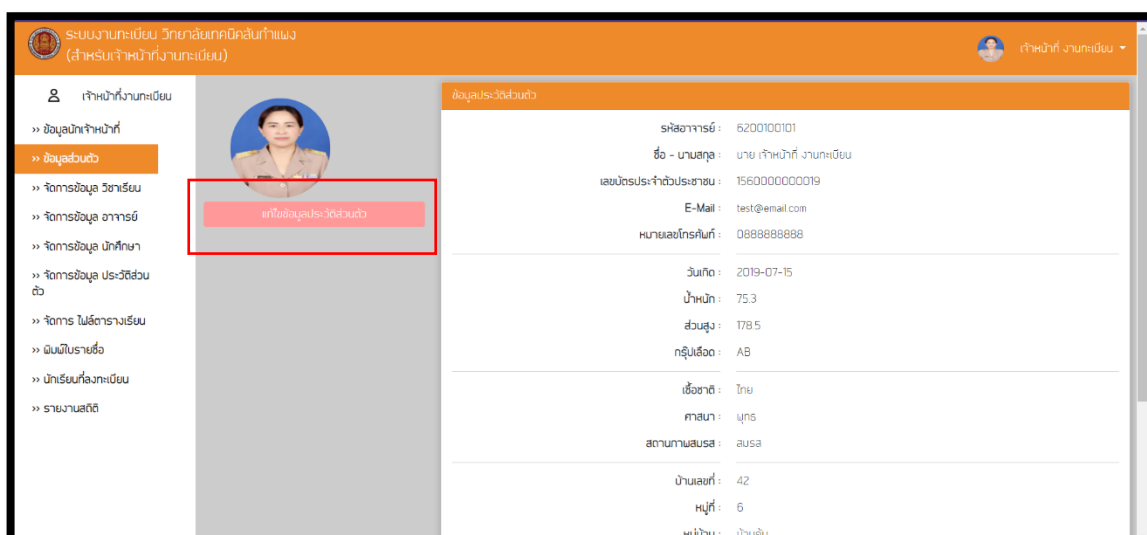 ระบบงานทะเบียน วิทยาลัยเทคนิคสันกำแพง
(สำหรับเจ้าหน้าที่งานทะเบียน)
เจ้าหน้าที่ งานทะเบียน
เจ้าหน้าที่งานทะเบียน
›› ข้อมูลนักเจ้าหน้าที่
›› ข้อมูลส่วนตัว
›› จัดการข้อมูล วิชาเรียน
›› จัดการข้อมูล อาจารย์
›› จัดการข้อมูล นักศึกษา
›› จัดการข้อมูล ประวัติส่วน
ตัว
›› จัดการ ไฟล์ตารางเรียน
›› พิมพ์ใบรายชื่อ
›› นักเรียนที่ลงทะเบียน
›› รายงานสถิติ
แก้ไขข้อมูลประวัติส่วนตัว
ข้อมูลประวัติส่วนตัว
รหัสอาจารย์ : 6200100101
ชื่อ - นามสกุล : นาย เจ้าหน้าที่ งานทะเบียน
เลขบัตรประจำตัวประชาชน : 1560000000019
E-Mail : test@email.com
หมายเลขโทรศัพท์ : 0888888888
วันเกิด : 2019-07-15
น้ำหนัก : 75.3
ส่วนสูง : 178.5
กรุ๊ปเลือด : AB
เชื้อชาติ : ไทย
ศาสนา : พุทธ
สถานภาพสมรส : สมรส
บ้านเลขที่ : 42
หมู่ที่ : 6
หมู่บ้าน :